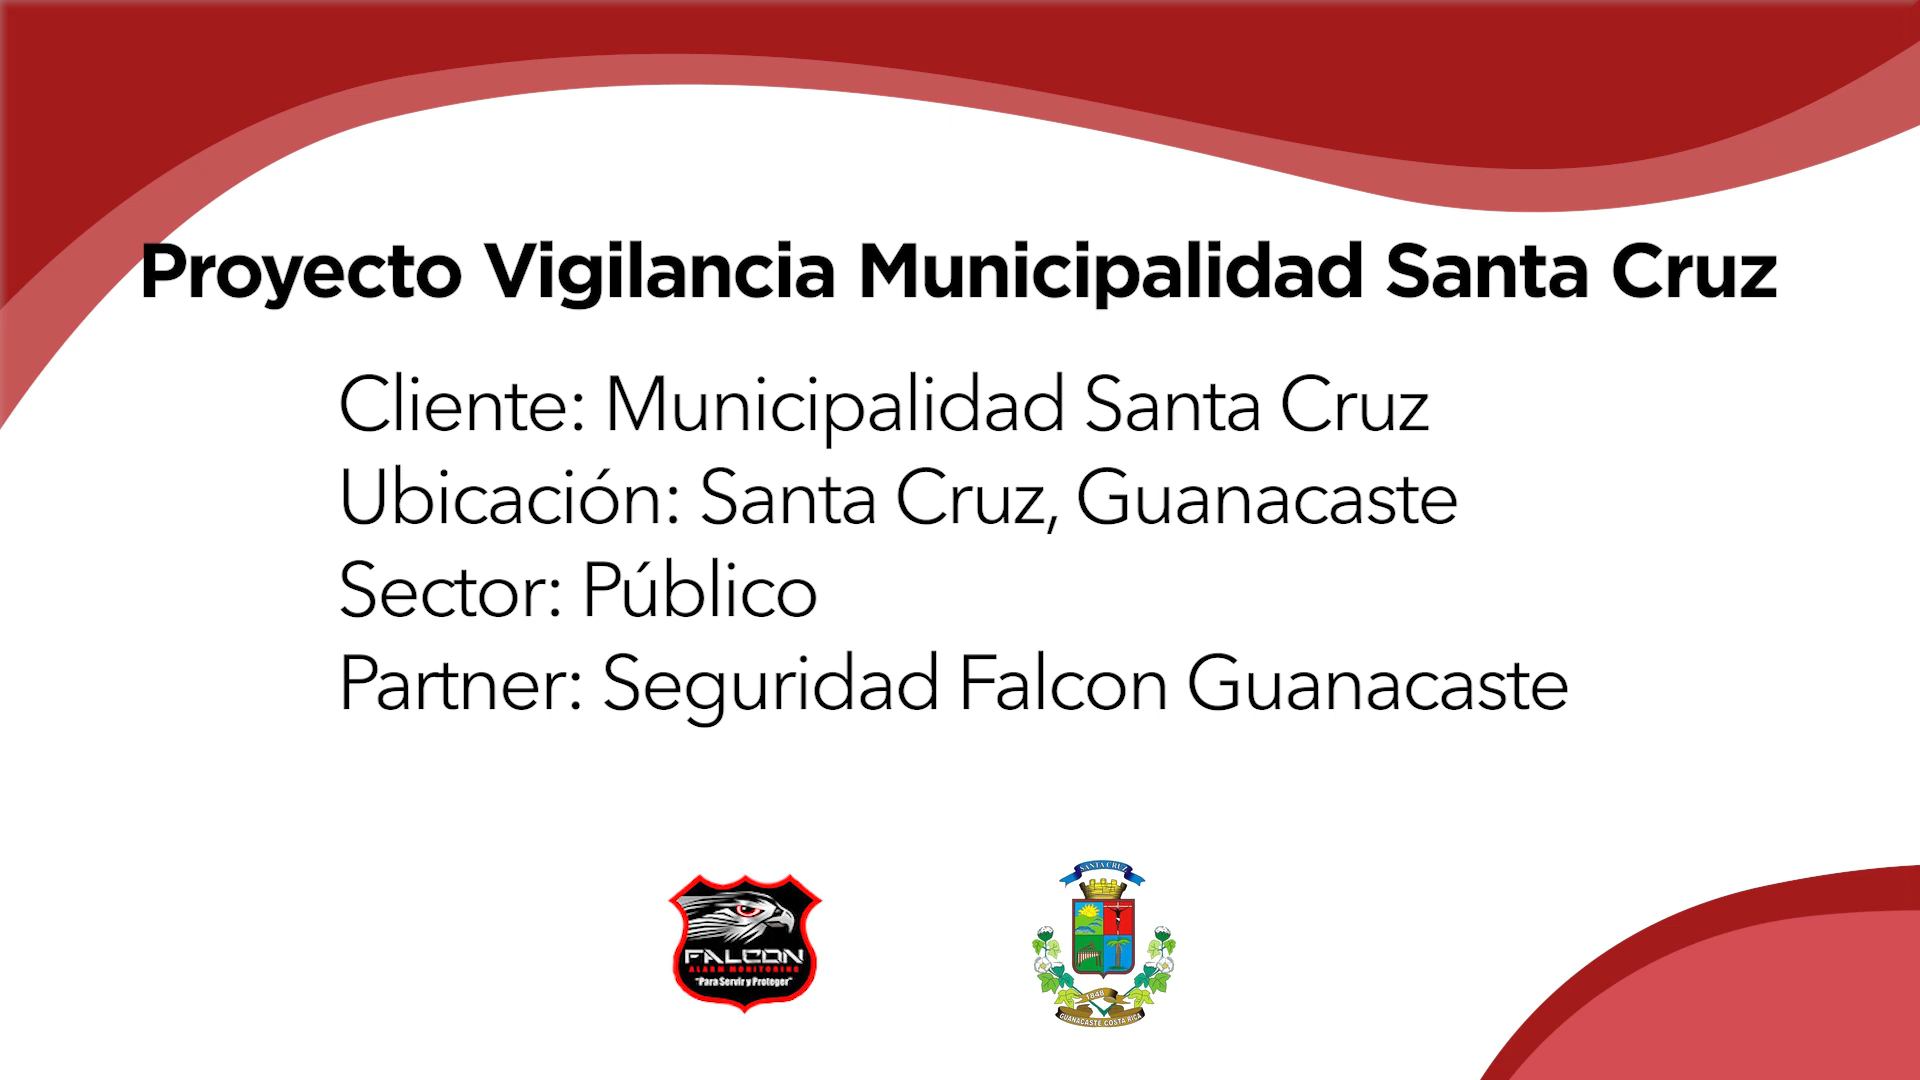 Proyecto Vigilancia Municipalidad Santa Cruz
Cliente: Municipalidad Santa Cruz
Ubicación: Santa Cruz, Guanacaste
Sector: Público
Partner: Seguridad Falcon Guanacaste
FALCON
ALARM MONITORING
"Para Servir y Proteger"
SANTA CRUZ
1848
GUANACASTE COSTA RICA